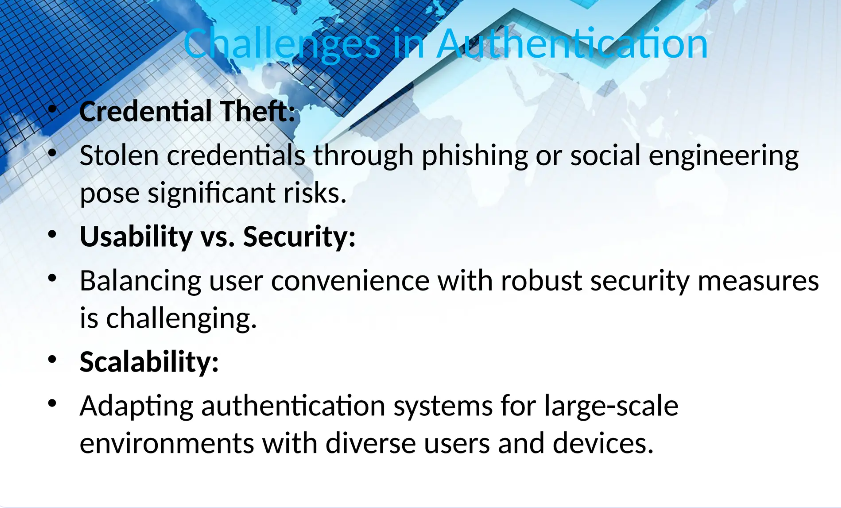 Challenges in Authentication
• Credential Theft:
• Stolen credentials through phishing or social engineering
pose significant risks.
• Usability vs. Security:
• Balancing user convenience with robust security measures
is challenging.
• Scalability:
• Adapting authentication systems for large-scale
environments with diverse users and devices.